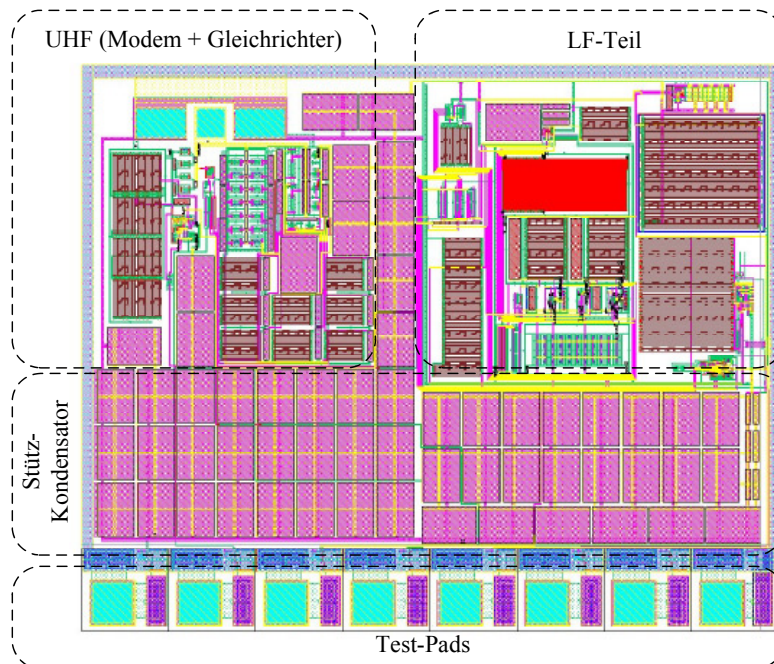 UHF (Modem + Gleichrichter)
LF-Teil
Stütz-
Kondensator
Test-Pads